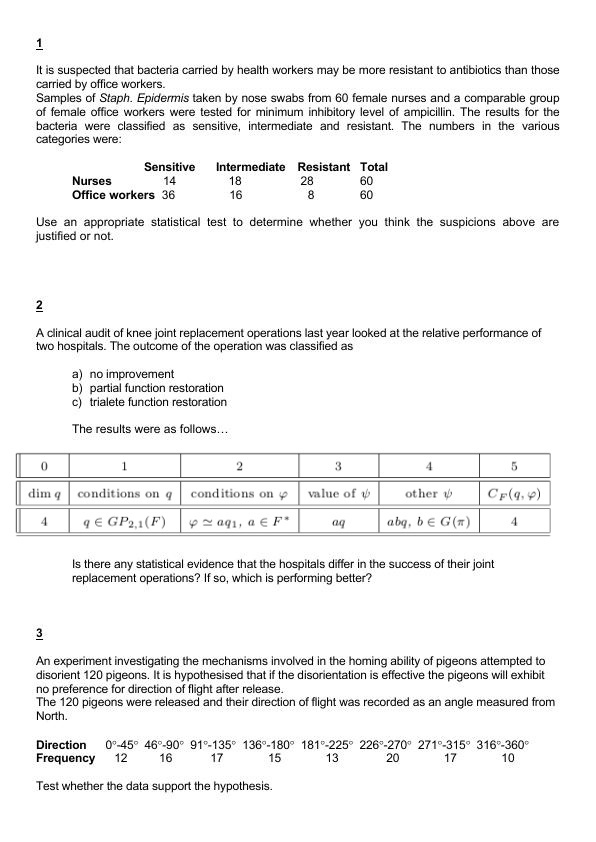 1
It is suspected that bacteria carried by health workers may be more resistant to antibiotics than those
carried by office workers.
Samples of Staph. Epidermis taken by nose swabs from 60 female nurses and a comparable group
of female office workers were tested for minimum inhibitory level of ampicillin. The results for the
bacteria were classified as sensitive, intermediate and resistant. The numbers in the various
categories were:
Sensitive Intermediate Resistant Total
Nurses 14 18 28 60
Office workers 36 16 8 60
Use an appropriate statistical test to determine whether you think the suspicions above are
justified or not.
2
A clinical audit of knee joint replacement operations last year looked at the relative performance of
two hospitals. The outcome of the operation was classified as
a) no improvement
b) partial function restoration
c) trialete function restoration
The results were as follows…
0 1 2 3 4 5
dim q conditions on q conditions on φ value of ψ other ψ C_F(q, φ)
4 q ∈ GP_{2,1}(F) φ ≃ aq_1, a ∈ F* aq abq, b ∈ G(π) 4
Is there any statistical evidence that the hospitals differ in the success of their joint
replacement operations? If so, which is performing better?
3
An experiment investigating the mechanisms involved in the homing ability of pigeons attempted to
disorient 120 pigeons. It is hypothesised that if the disorientation is effective the pigeons will exhibit
no preference for direction of flight after release.
The 120 pigeons were released and their direction of flight was recorded as an angle measured from
North.
Direction 0°-45° 46°-90° 91°-135° 136°-180° 181°-225° 226°-270° 271°-315° 316°-360°
Frequency 12 16 17 15 13 20 17 10
Test whether the data support the hypothesis.